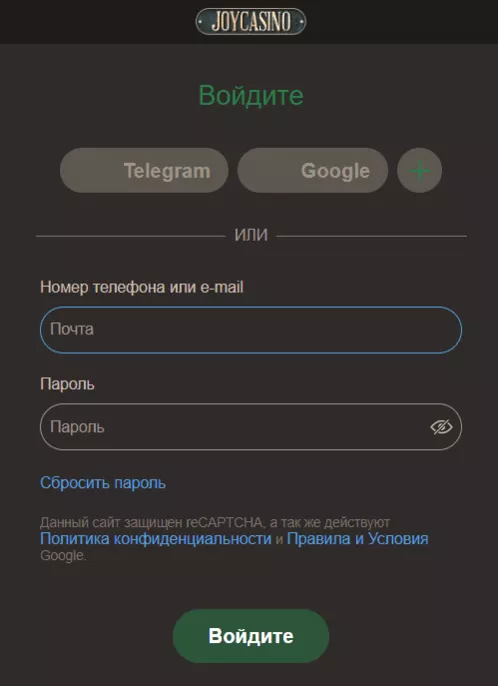 JOYCASINO
Войдите
Telegram
Google
или
Номер телефона или e-mail
Почта
Пароль
Пароль
Сбросить пароль
Данный сайт защищен reCAPTCHA, а так же действуют
Политика конфиденциальности и Правила и Условия
Google.
Войдите